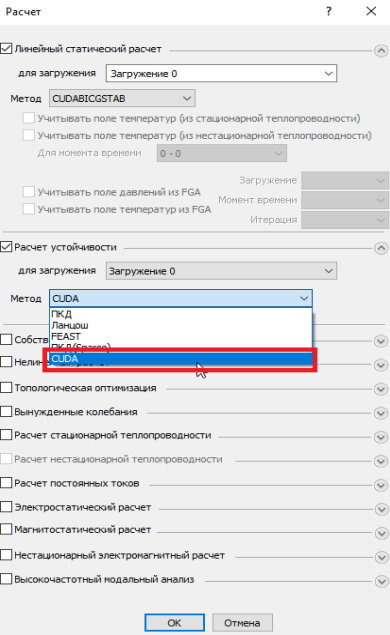 Расчет ? ×
Линейный статический расчет
для загружения Загружение 0
Метод CUDABICGSTAB
Учитывать поле температур (из стационарной теплопроводности)
Учитывать поле температур (из нестационарной теплопроводности)
Для момента времени 0 - 0
Загружение
Учитывать поле давлений из FGA
Момент времени
Учитывать поле температур из FGA
Итерация
Расчет устойчивости
для загружения Загружение 0
Метод CUDA
ПКД
Ланцош
FEAST
ПКД(Sparse)
CUDA
Собств
Нелин
Топологическая оптимизация
Вынужденные колебания
Расчет стационарной теплопроводности
Расчет нестационарной теплопроводности
Расчет постоянных токов
Электростатический расчет
Магнитостатический расчет
Нестационарный электромагнитный расчет
Высокочастотный модальный анализ
OK Отмена